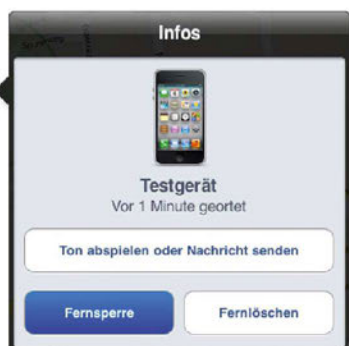 Infos
Testgerät
Vor 1 Minute geortet
Ton abspielen oder Nachricht senden
Fernsperre
Fernlöschen